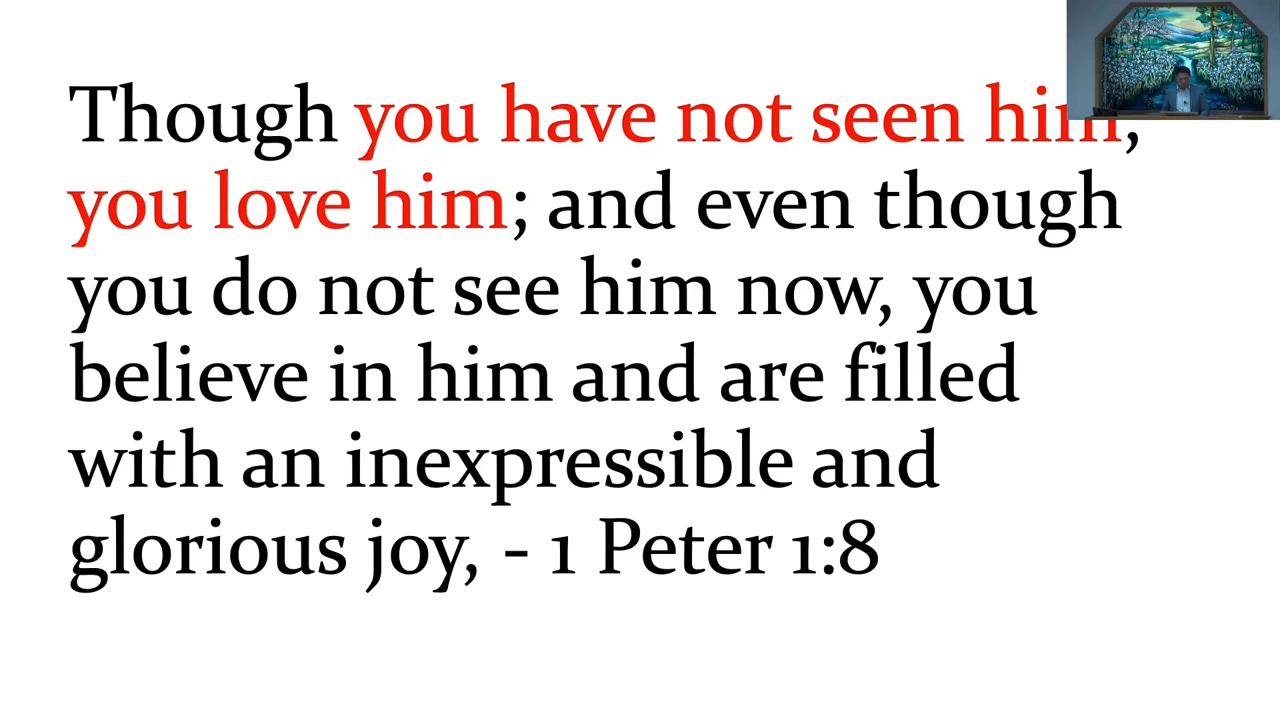 Though you have not seen him,
you love him; and even though
you do not see him now, you
believe in him and are filled
with an inexpressible and
glorious joy, - 1 Peter 1:8